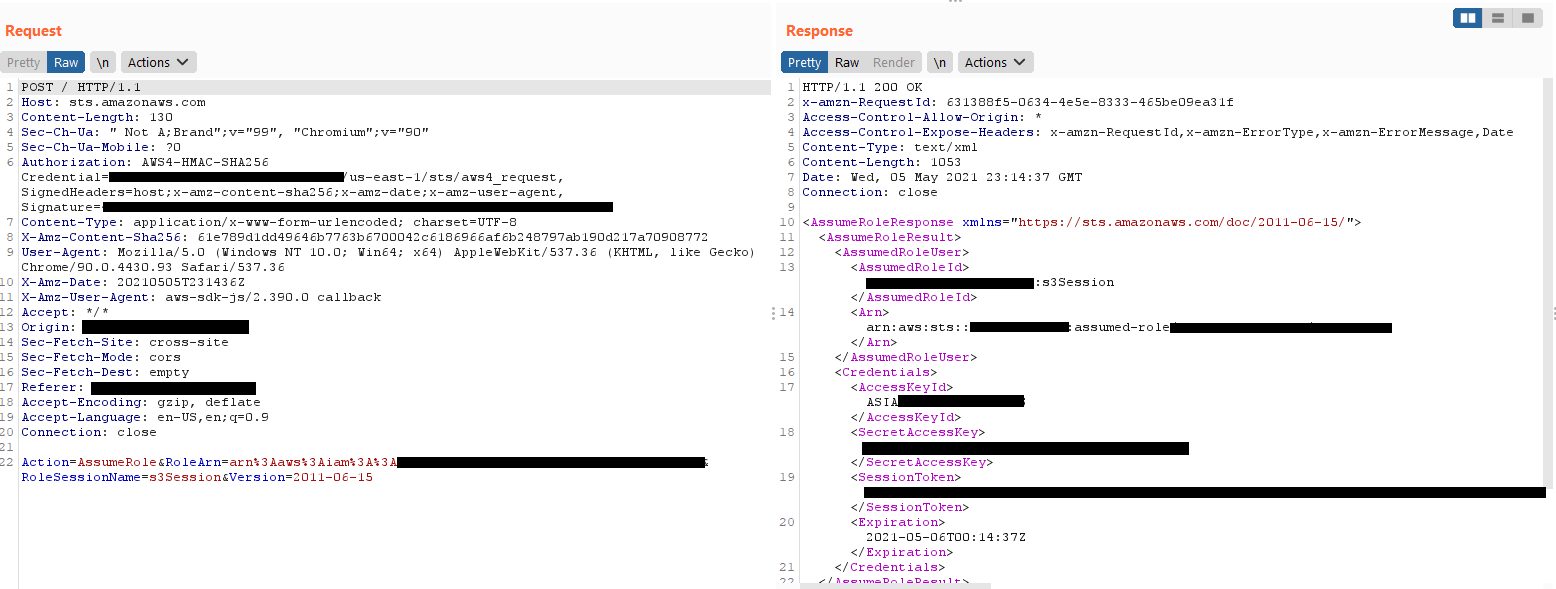 Request
Pretty Raw \n Actions
1 POST / HTTP/1.1
2 Host: sts.amazonaws.com
3 Content-Length: 130
4 Sec-Ch-Ua: " Not A;Brand";v="99", "Chromium";v="90"
5 Sec-Ch-Ua-Mobile: ?0
6 Authorization: AWS4-HMAC-SHA256
Credential= /us-east-1/sts/aws4_request,
SignedHeaders=host;x-amz-content-sha256;x-amz-date;x-amz-user-agent,
Signature=
7 Content-Type: application/x-www-form-urlencoded; charset=UTF-8
8 X-Amz-Content-Sha256: 61e789d1dd49646b7763b6700042c6186966af6b248797ab190d217a70908772
9 User-Agent: Mozilla/5.0 (Windows NT 10.0; Win64; x64) AppleWebKit/537.36 (KHTML, like Gecko)
Chrome/90.0.4430.93 Safari/537.36
10 X-Amz-Date: 20210505T231436Z
11 X-Amz-User-Agent: aws-sdk-js/2.390.0 callback
12 Accept: */*
13 Origin:
14 Sec-Fetch-Site: cross-site
15 Sec-Fetch-Mode: cors
16 Sec-Fetch-Dest: empty
17 Referer:
18 Accept-Encoding: gzip, deflate
19 Accept-Language: en-US,en;q=0.9
20 Connection: close
21
22 Action=AssumeRole&RoleArn=arn%3Aaws%3Aiam%3A%3A &
RoleSessionName=s3Session&Version=2011-06-15
Response
Pretty Raw Render \n Actions
1 HTTP/1.1 200 OK
2 x-amzn-RequestId: 631388f5-0634-4e5e-8333-465be09ea31f
3 Access-Control-Allow-Origin: *
4 Access-Control-Expose-Headers: x-amzn-RequestId,x-amzn-ErrorType,x-amzn-ErrorMessage,Date
5 Content-Type: text/xml
6 Content-Length: 1053
7 Date: Wed, 05 May 2021 23:14:37 GMT
8 Connection: close
9
10 <AssumeRoleResponse xmlns="https://sts.amazonaws.com/doc/2011-06-15/">
11 <AssumeRoleResult>
12 <AssumedRoleUser>
13 <AssumedRoleId>
:s3Session
</AssumedRoleId>
14 <Arn>
arn:aws:sts:: :assumed-role
</Arn>
15 </AssumedRoleUser>
16 <Credentials>
17 <AccessKeyId>
ASIA
</AccessKeyId>
18 <SecretAccessKey>
</SecretAccessKey>
19 <SessionToken>
</SessionToken>
20 <Expiration>
2021-05-06T00:14:37Z
</Expiration>
21 </Credentials>
22 </AssumeRoleResult>